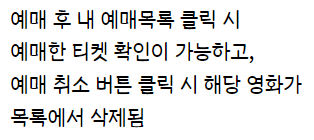 예매 후 내 예매목록 클릭 시
예매한 티켓 확인이 가능하고,
예매 취소 버튼 클릭 시 해당 영화가
목록에서 삭제됨